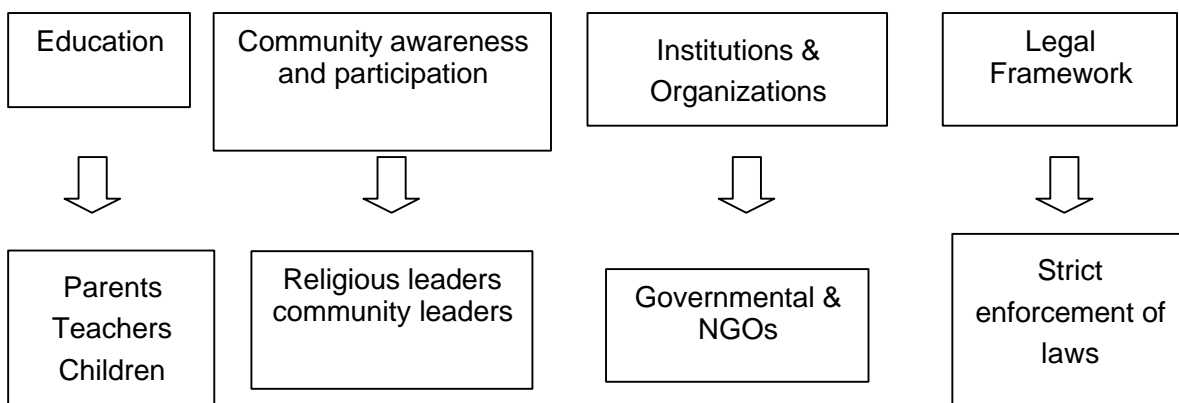 Education
Community awareness
and participation
Institutions &
Organizations
Legal
Framework
Parents
Teachers
Children
Religious leaders
community leaders
Governmental &
NGOs
Strict
enforcement of
laws